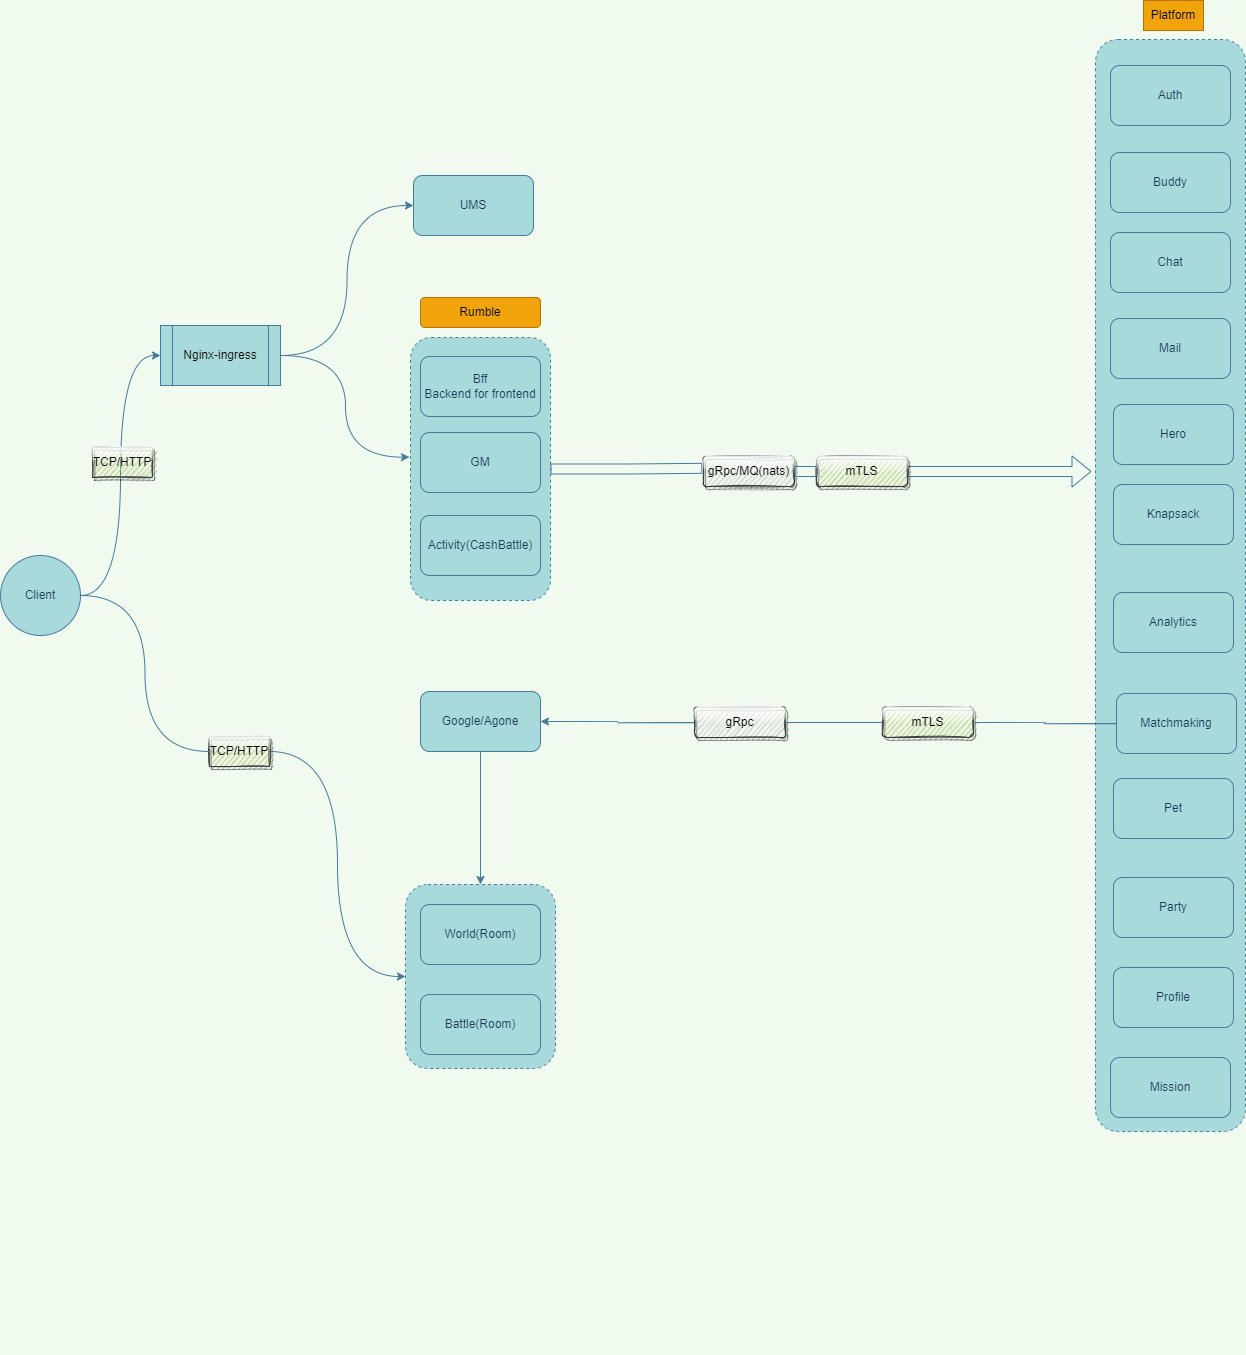 Platform
Auth
Buddy
UMS
Chat
Rumble
Nginx-ingress
Mail
Bff
Backend for frontend
Hero
TCP/HTTP
GM
gRpc/MQ(nats)
mTLS
Knapsack
Activity(CashBattle)
Client
Analytics
Google/Agone
gRpc
mTLS
Matchmaking
TCP/HTTP
Pet
Party
World(Room)
Profile
Battle(Room)
Mission